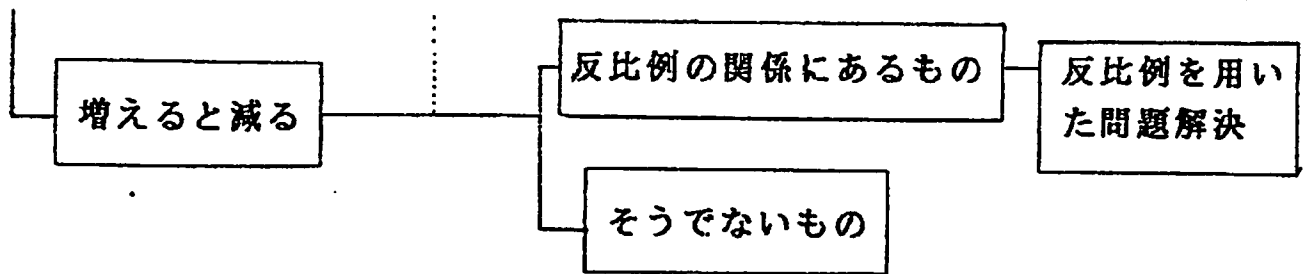 増えると減る
反比例の関係にあるもの
反比例を用い
た問題解決
そうでないもの